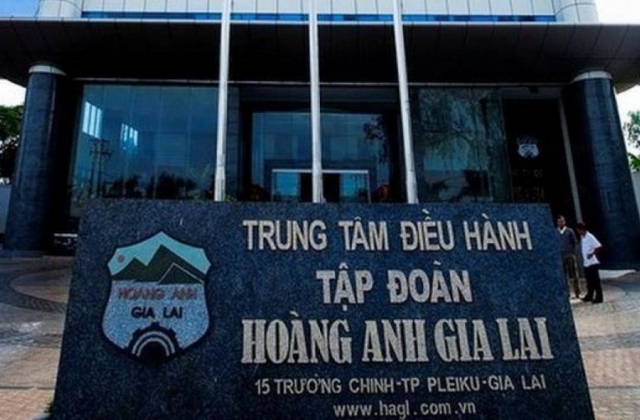 TRUNG TÂM ĐIỀU HÀNH
TẬP ĐOÀN
HOÀNG ANH GIA LAI
15 TRƯỜNG CHINH-TP PLEIKU-GIA LAI
www.hagl.com.vn
HOÀNG ANH
GIA LAI